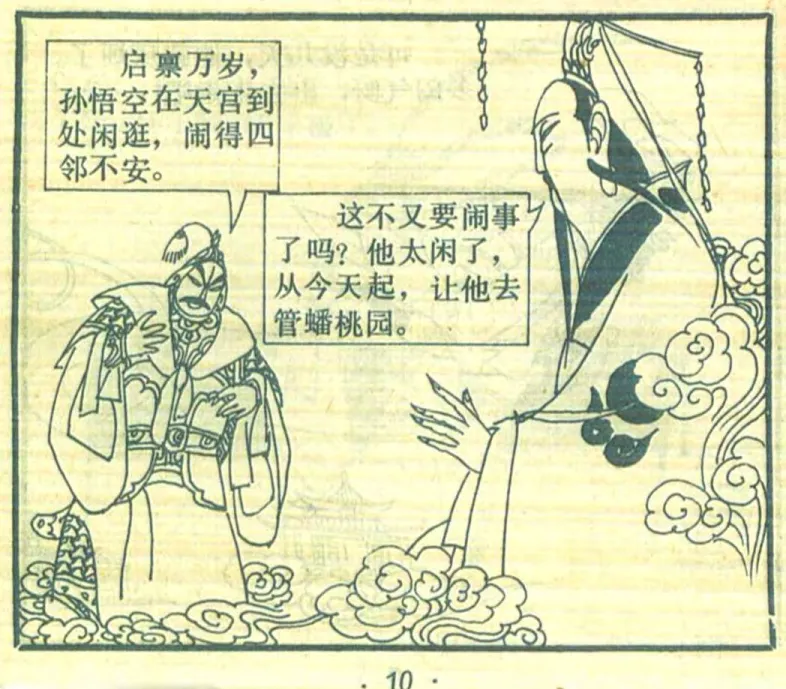 启禀万岁，
孙悟空在天宫到
处闲逛，闹得四
邻不安。
这不又要闹事
了吗？他太闲了，
从今天起，让他去
管蟠桃园。
· 10 ·